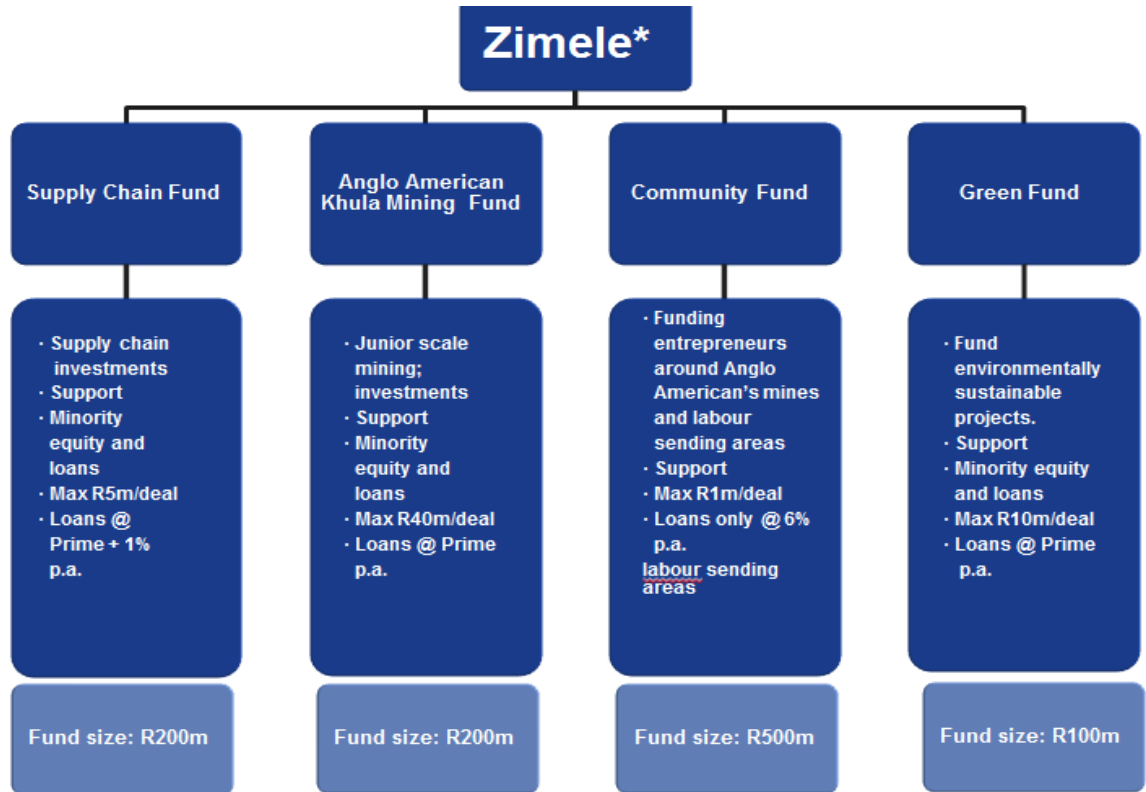 Zimele*
Supply Chain Fund
Anglo American
Khula Mining Fund
Community Fund
Green Fund
· Supply chain
investments
· Support
· Minority
equity and
loans
· Max R5m/deal
· Loans @
Prime + 1%
p.a.
· Junior scale
mining;
investments
· Support
· Minority
equity and
loans
· Max R40m/deal
· Loans @ Prime
p.a.
· Funding
entrepreneurs
around Anglo
American’s mines
and labour
sending areas
· Support
· Max R1m/deal
· Loans only @ 6%
p.a.
labour sending
areas
· Fund
environmentally
sustainable
projects.
· Support
· Minority equity
and loans
· Max R10m/deal
· Loans @ Prime
p.a.
Fund size: R200m
Fund size: R200m
Fund size: R500m
Fund size: R100m